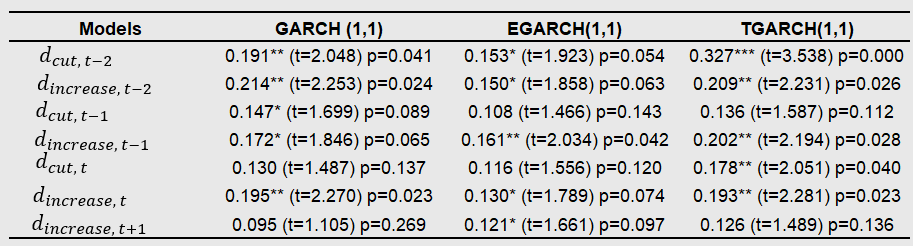 Models GARCH (1,1) EGARCH(1,1) TGARCH(1,1)
d_{cut, t−2} 0.191** (t=2.048) p=0.041 0.153* (t=1.923) p=0.054 0.327*** (t=3.538) p=0.000
d_{increase, t−2} 0.214** (t=2.253) p=0.024 0.150* (t=1.858) p=0.063 0.209** (t=2.231) p=0.026
d_{cut, t−1} 0.147* (t=1.699) p=0.089 0.108 (t=1.466) p=0.143 0.136 (t=1.587) p=0.112
d_{increase, t−1} 0.172* (t=1.846) p=0.065 0.161** (t=2.034) p=0.042 0.202** (t=2.194) p=0.028
d_{cut, t} 0.130 (t=1.487) p=0.137 0.116 (t=1.556) p=0.120 0.178** (t=2.051) p=0.040
d_{increase, t} 0.195** (t=2.270) p=0.023 0.130* (t=1.789) p=0.074 0.193** (t=2.281) p=0.023
d_{increase, t+1} 0.095 (t=1.105) p=0.269 0.121* (t=1.661) p=0.097 0.126 (t=1.489) p=0.136